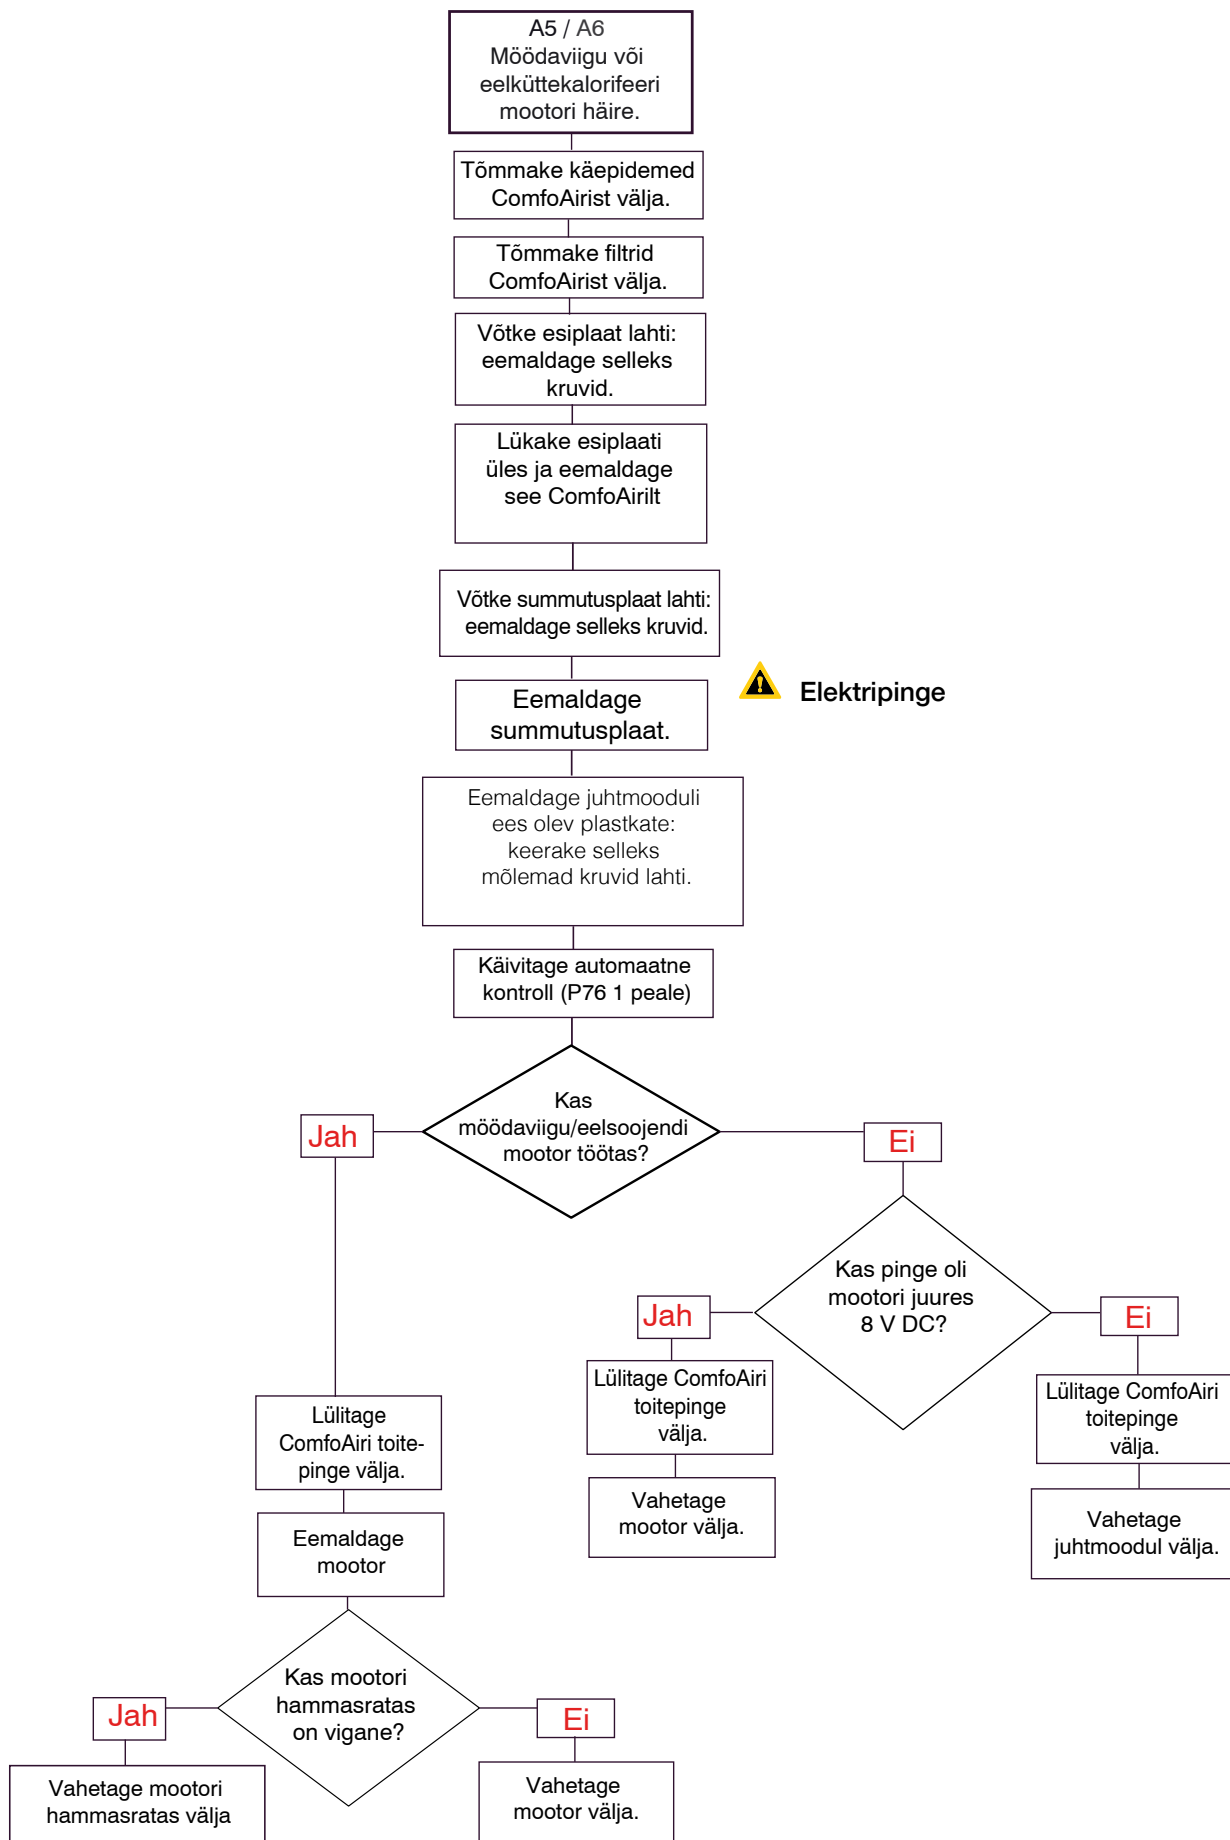 A5 / A6
Möödaviigu või
eelküttekalorifeeri
mootori häire.
Tõmmake käepidemed
ComfoAirist välja.
Tõmmake filtrid
ComfoAirist välja.
Võtke esiplaat lahti:
eemaldage selleks
kruvid.
Lükake esiplaati
üles ja eemaldage
see ComfoAirilt
Võtke summutusplaat lahti:
eemaldage selleks kruvid.
Elektripinge
Eemaldage
summutusplaat.
Eemaldage juhtmooduli
ees olev plastkate:
keerake selleks
mõlemad kruvid lahti.
Käivitage automaatne
kontroll (P76 1 peale)
Kas
möödaviigu/eelsoojendi
mootor töötas?
Jah
Ei
Kas pinge oli
mootori juures
8 V DC?
Jah
Ei
Lülitage ComfoAiri
toitepinge
välja.
Lülitage ComfoAiri
toitepinge
välja.
Lülitage
ComfoAiri toite-
pinge välja.
Vahetage
mootor välja.
Vahetage
juhtmoodul välja.
Eemaldage
mootor
Kas mootori
hammasratas
on vigane?
Jah
Ei
Vahetage mootori
hammasratas välja
Vahetage
mootor välja.